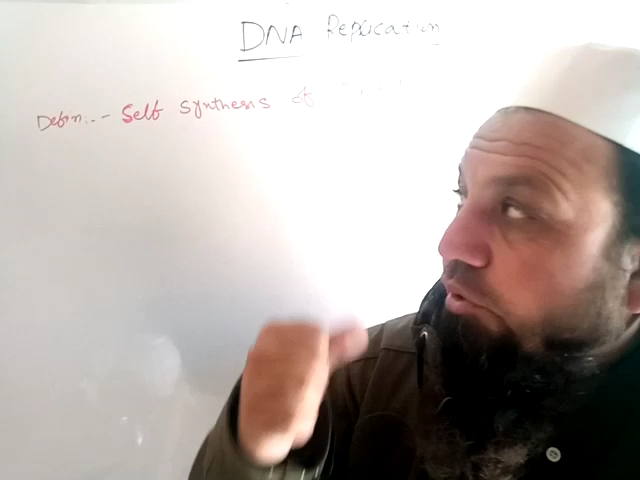 DNA Replication
Defin:- Self synthesis of